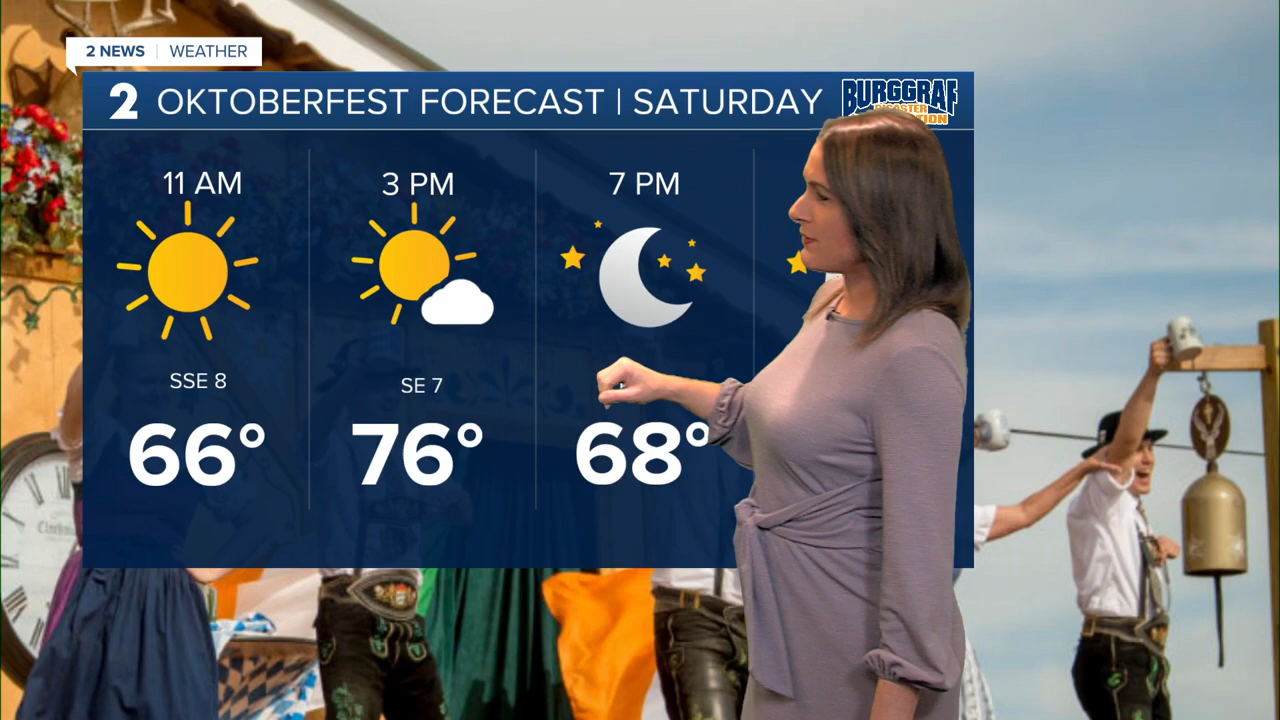 2 NEWS | WEATHER
2 OKTOBERFEST FORECAST | SATURDAY
BURGGRAF
DISASTER
11 AM
3 PM
7 PM
SSE 8
SE 7
66°
76°
68°